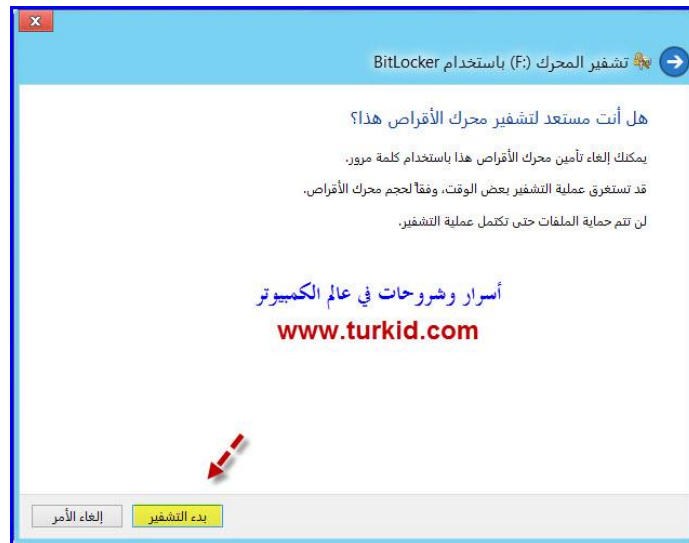 x
تشفير المحرك (F:) باستخدام BitLocker
هل أنت مستعد لتشفير محرك الأقراص هذا؟
يمكنك إلغاء تأمين محرك الأقراص هذا باستخدام كلمة مرور.
قد تستغرق عملية التشفير بعض الوقت، وفقاً لحجم محرك الأقراص.
لن تتم حماية الملفات حتى تكتمل عملية التشفير.
أسرار وشروحات في عالم الكمبيوتر
www.turkid.com
بدء التشفير
إلغاء الأمر